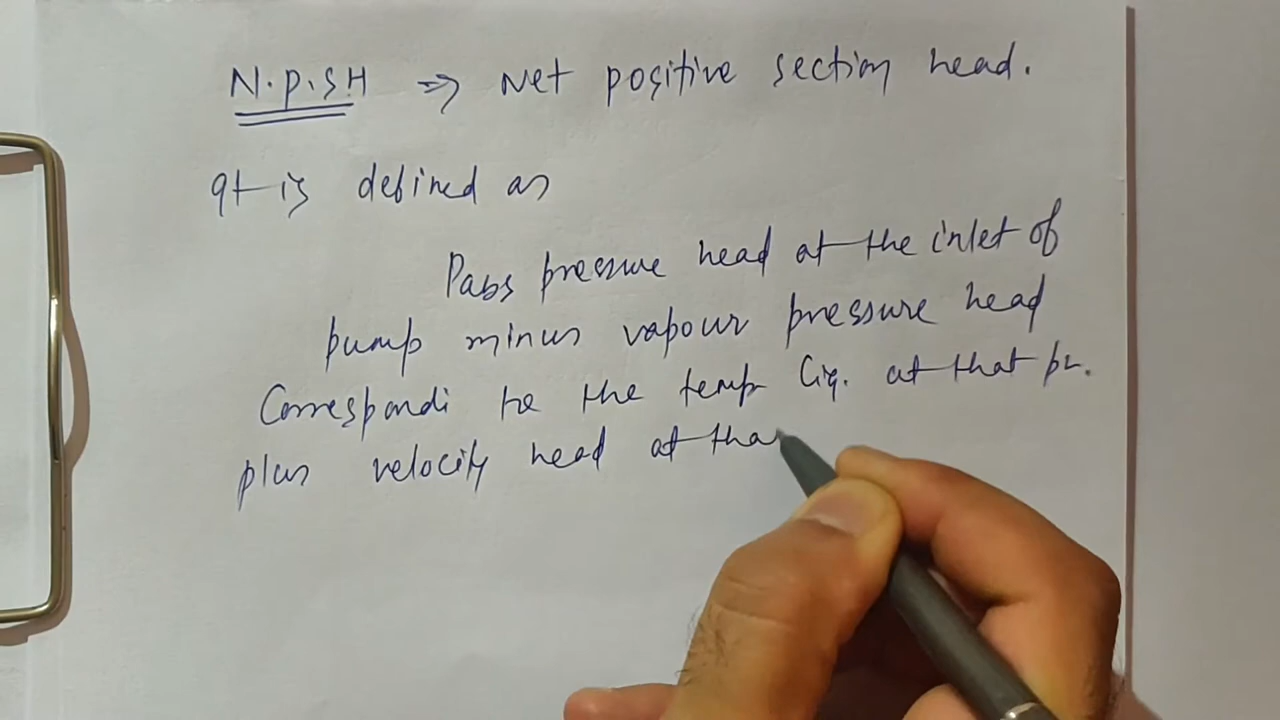 N.P.SH ⇒ Net positive section head.
It is defined as
Pabs pressure head at the inlet of
pump minus vapour pressure head
Correspondi to the temp Liq. at that pr.
plus velocity head at tha